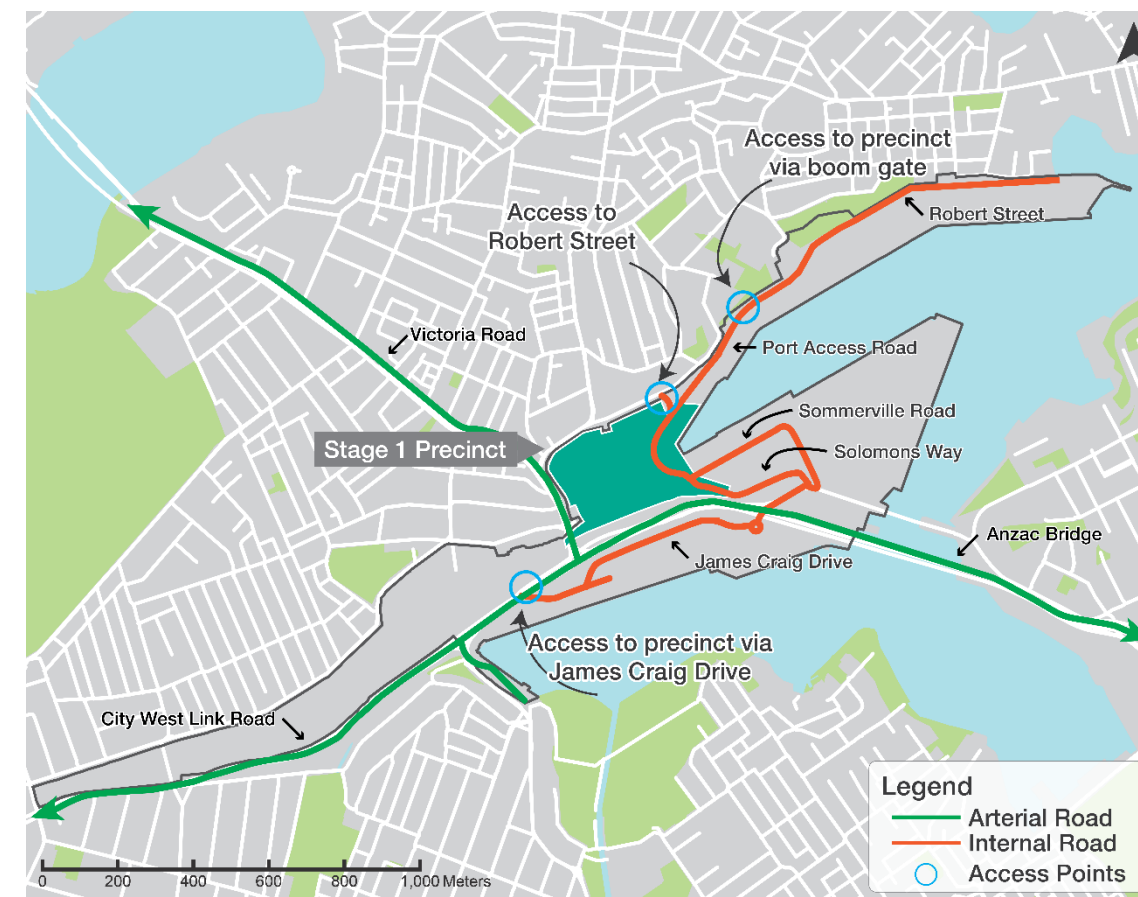 Access to precinct
via boom gate
Access to
Robert Street
Robert Street
Victoria Road
Port Access Road
Sommerville Road
Stage 1 Precinct
Solomons Way
Anzac Bridge
James Craig Drive
Access to precinct via
James Craig Drive
City West Link Road
Legend
Arterial Road
Internal Road
Access Points
0 200 400 600 800 1,000 Meters